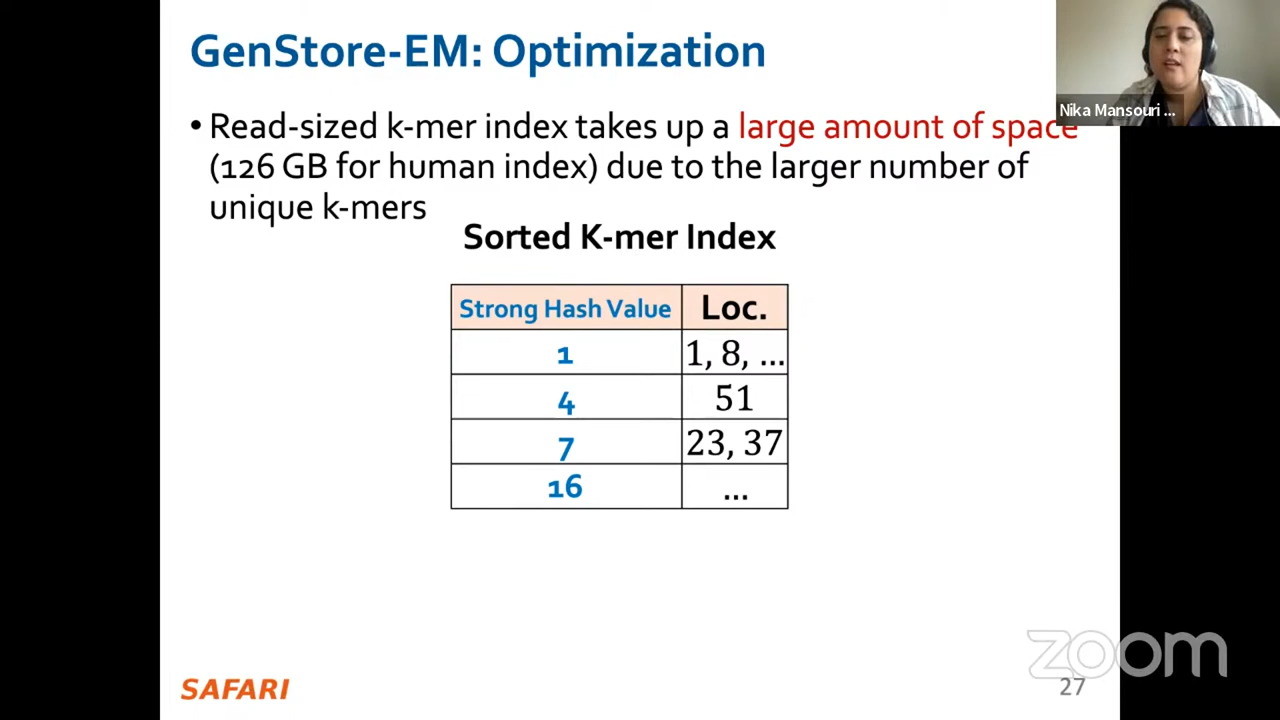 GenStore-EM: Optimization
Nika Mansouri ...
• Read-sized k-mer index takes up a large amount of space
(126 GB for human index) due to the larger number of
unique k-mers
Sorted K-mer Index
Strong Hash Value Loc.
1 1, 8, ...
4 51
7 23, 37
16 ...
zoom
SAFARI 27